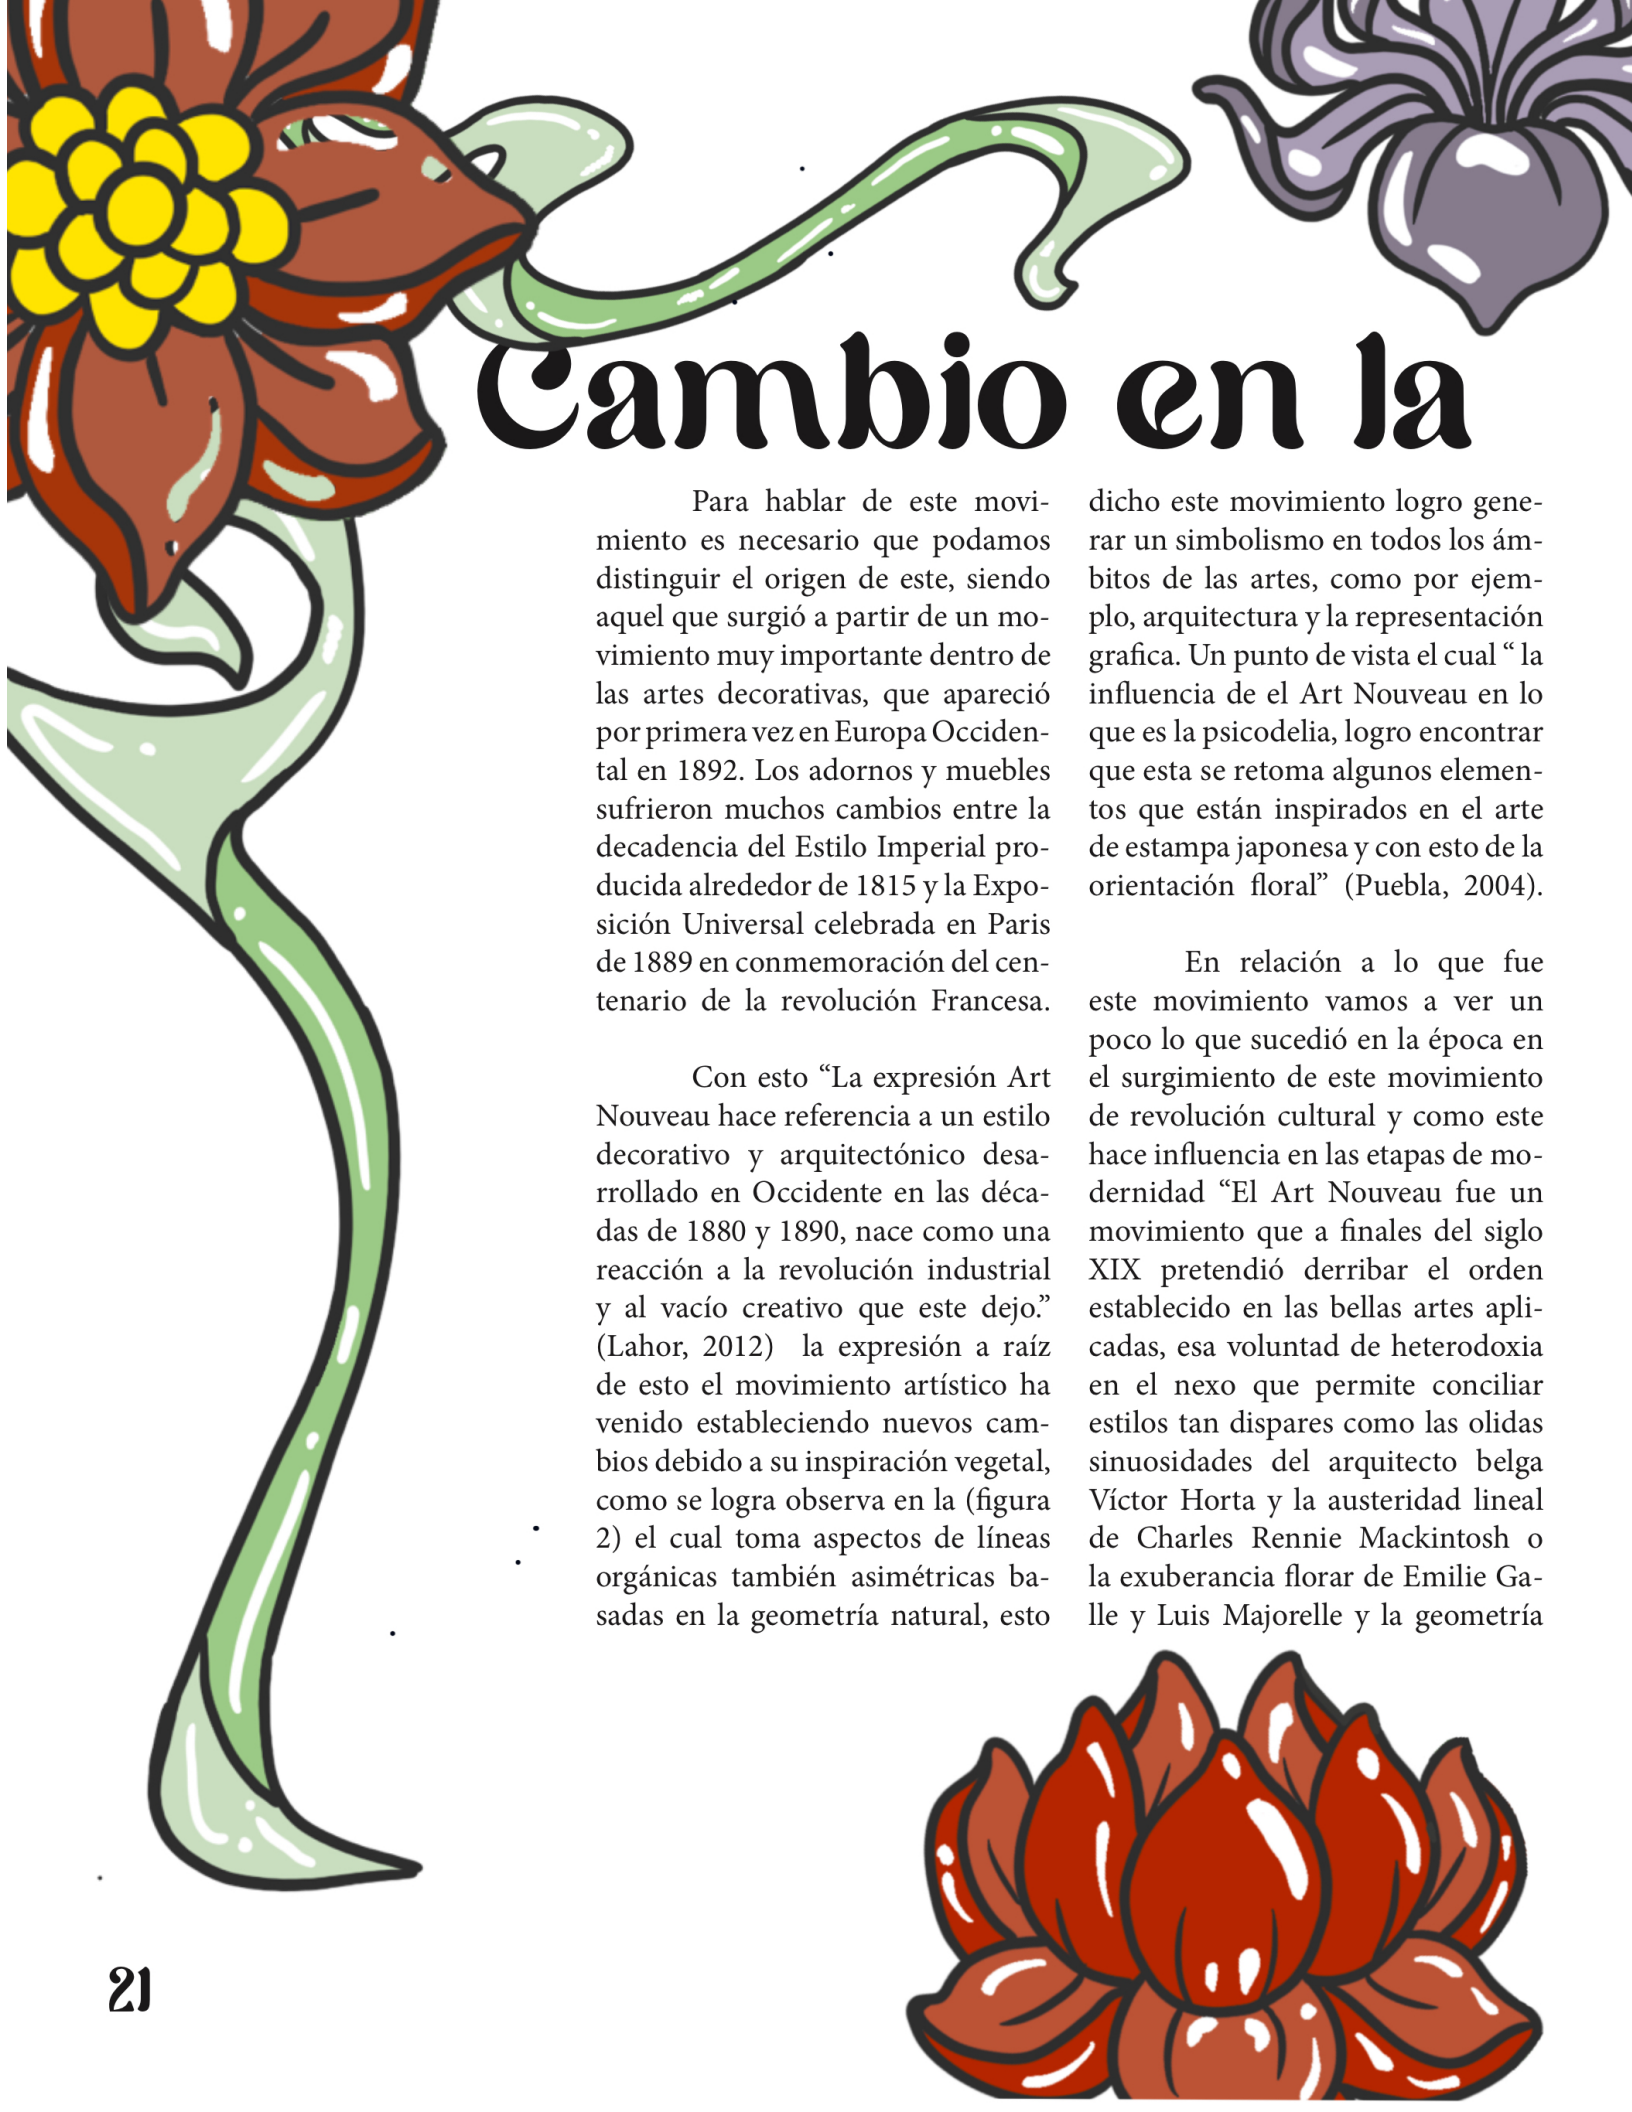 Cambio en la
Para hablar de este movi-
miento es necesario que podamos
distinguir el origen de este, siendo
aquel que surgió a partir de un mo-
vimiento muy importante dentro de
las artes decorativas, que apareció
por primera vez en Europa Occiden-
tal en 1892. Los adornos y muebles
sufrieron muchos cambios entre la
decadencia del Estilo Imperial pro-
ducida alrededor de 1815 y la Expo-
sición Universal celebrada en Paris
de 1889 en conmemoración del cen-
tenario de la revolución Francesa.
Con esto “La expresión Art
Nouveau hace referencia a un estilo
decorativo y arquitectónico desa-
rrollado en Occidente en las déca-
das de 1880 y 1890, nace como una
reacción a la revolución industrial
y al vacío creativo que este dejo.”
(Lahor, 2012) la expresión a raíz
de esto el movimiento artístico ha
venido estableciendo nuevos cam-
bios debido a su inspiración vegetal,
como se logra observa en la (figura
2) el cual toma aspectos de líneas
orgánicas también asimétricas ba-
sadas en la geometría natural, esto
dicho este movimiento logro gene-
rar un simbolismo en todos los ám-
bitos de las artes, como por ejem-
plo, arquitectura y la representación
grafica. Un punto de vista el cual “ la
influencia de el Art Nouveau en lo
que es la psicodelia, logro encontrar
que esta se retoma algunos elemen-
tos que están inspirados en el arte
de estampa japonesa y con esto de la
orientación floral” (Puebla, 2004).
En relación a lo que fue
este movimiento vamos a ver un
poco lo que sucedió en la época en
el surgimiento de este movimiento
de revolución cultural y como este
hace influencia en las etapas de mo-
dernidad “El Art Nouveau fue un
movimiento que a finales del siglo
XIX pretendió derribar el orden
establecido en las bellas artes apli-
cadas, esa voluntad de heterodoxia
en el nexo que permite conciliar
estilos tan dispares como las olidas
sinuosidades del arquitecto belga
Víctor Horta y la austeridad lineal
de Charles Rennie Mackintosh o
la exuberancia florar de Emilie Ga-
lle y Luis Majorelle y la geometría
21